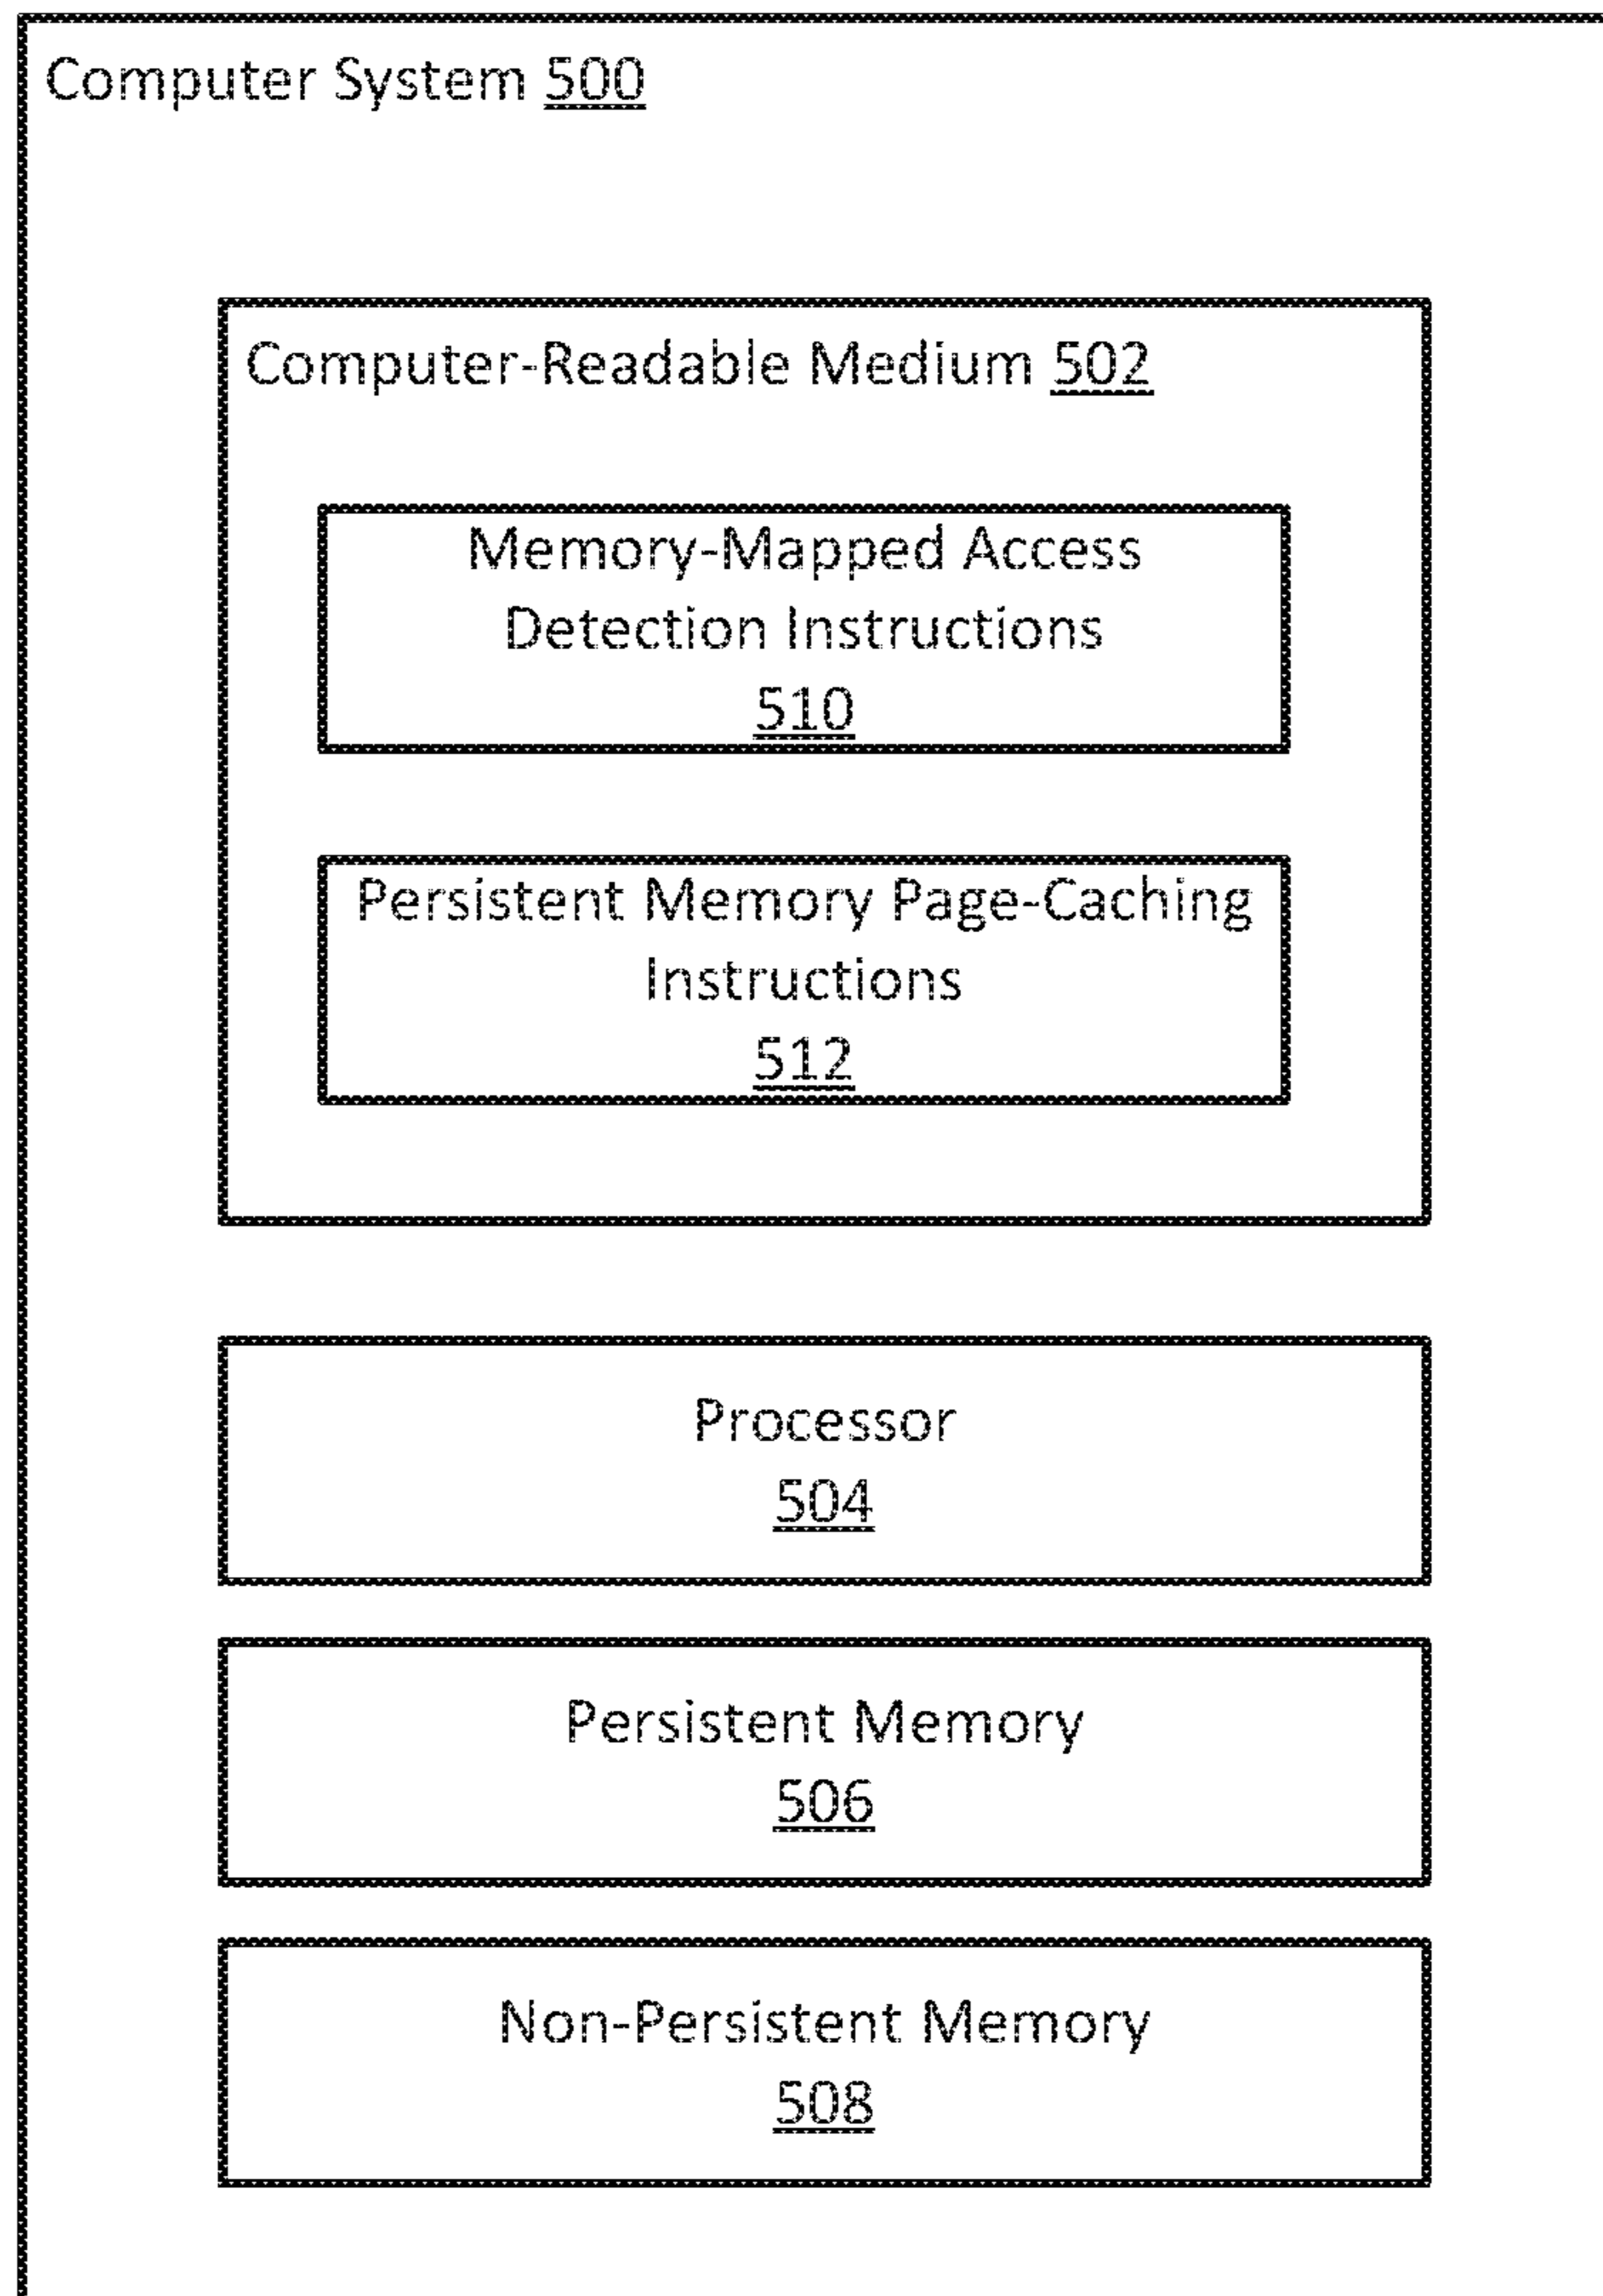 Computer System 500
Computer-Readable Medium 502
Memory-Mapped Access
Detection Instructions
510
Persistent Memory Page-Caching
Instructions
512
Processor
504
Persistent Memory
506
Non-Persistent Memory
508